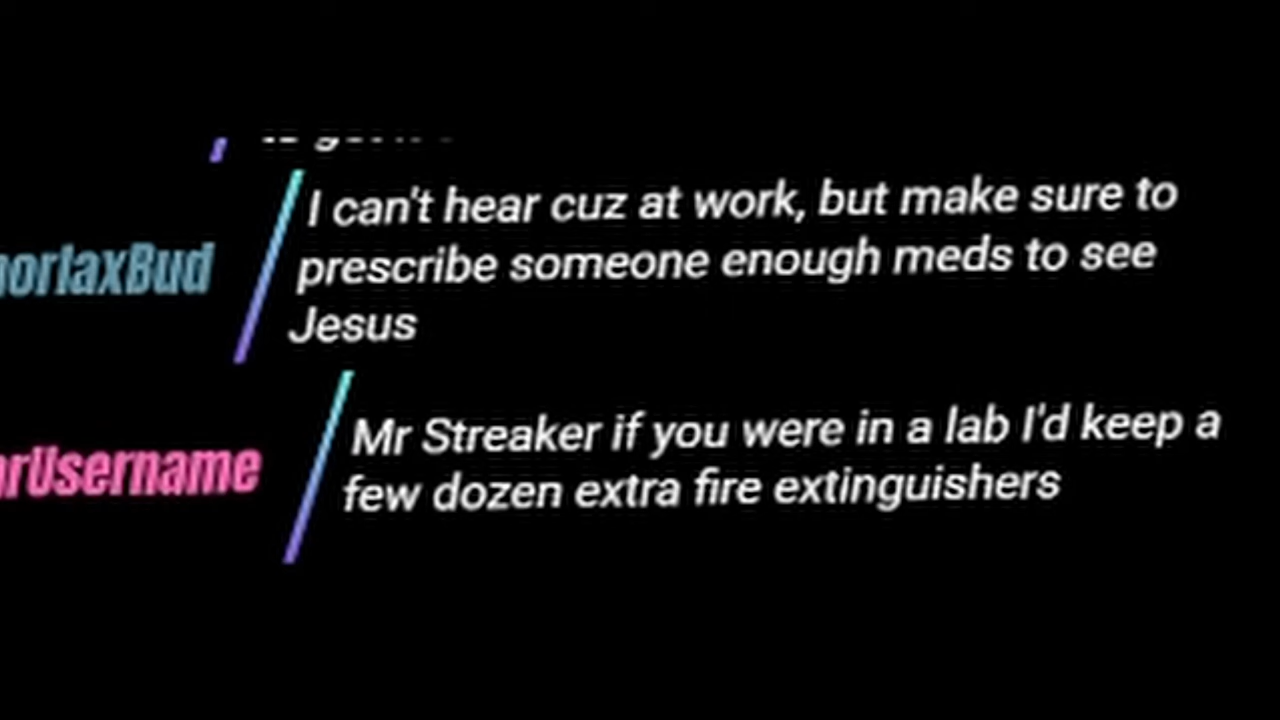 I can't hear cuz at work, but make sure to
prescribe someone enough meds to see
Jesus
Mr Streaker if you were in a lab I'd keep a
few dozen extra fire extinguishers